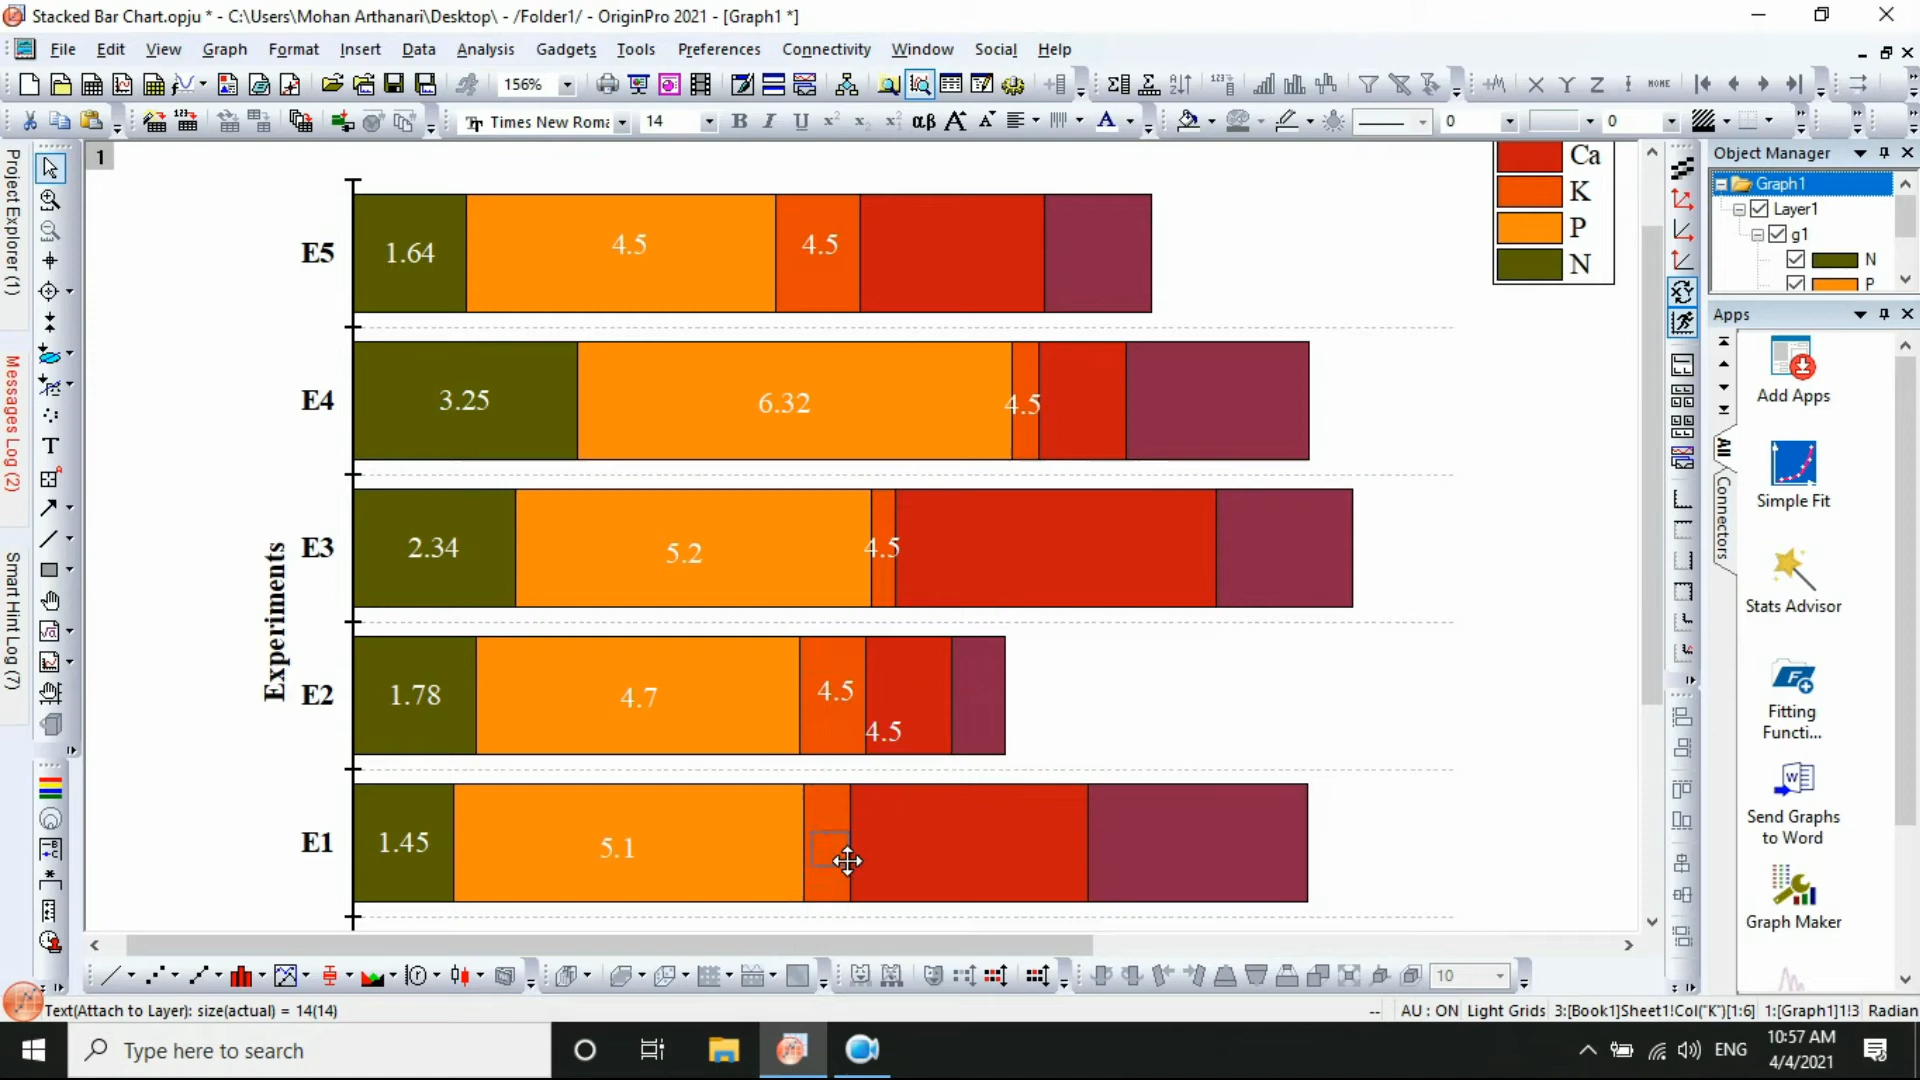 Stacked Bar Chart.opju * - C:\Users\Mohan Arthanari\Desktop\ - /Folder1/ - OriginPro 2021 - [Graph1 *]
File Edit View Graph Format Insert Data Analysis Gadgets Tools Preferences Connectivity Window Social Help
156%
X Y Z HOME
Times New Roma 14 B I U αβ A 0 0
1
Project Explorer (1)
Messages Log (2)
Smart Hint Log (7)
Ca
K
P
N
E5 1.64 4.5 4.5
E4 3.25 6.32 4.5
E3 2.34 5.2 4.5
E2 1.78 4.7 4.5
4.5
E1 1.45 5.1
Experiments
Object Manager
Graph1
Layer1
g1
N
P
Apps
All
Connectors
Add Apps
Simple Fit
Stats Advisor
Fitting
Functi...
Send Graphs
to Word
Graph Maker
10
Text(Attach to Layer): size(actual) = 14(14)
-- AU : ON Light Grids 3:[Book1]Sheet1!Col("K")[1:6] 1:[Graph1]1!3 Radian
Type here to search
ENG
10:57 AM
4/4/2021